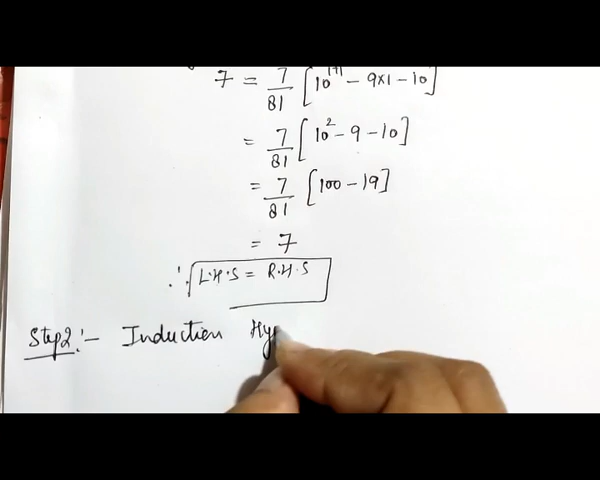 7 = 7/81 [10^{1+1} - 9×1 - 10]
= 7/81 [10^2 - 9 - 10]
= 7/81 [100 - 19]
= 7
∴ L.H.S = R.H.S
Step2:- Induction Hyp